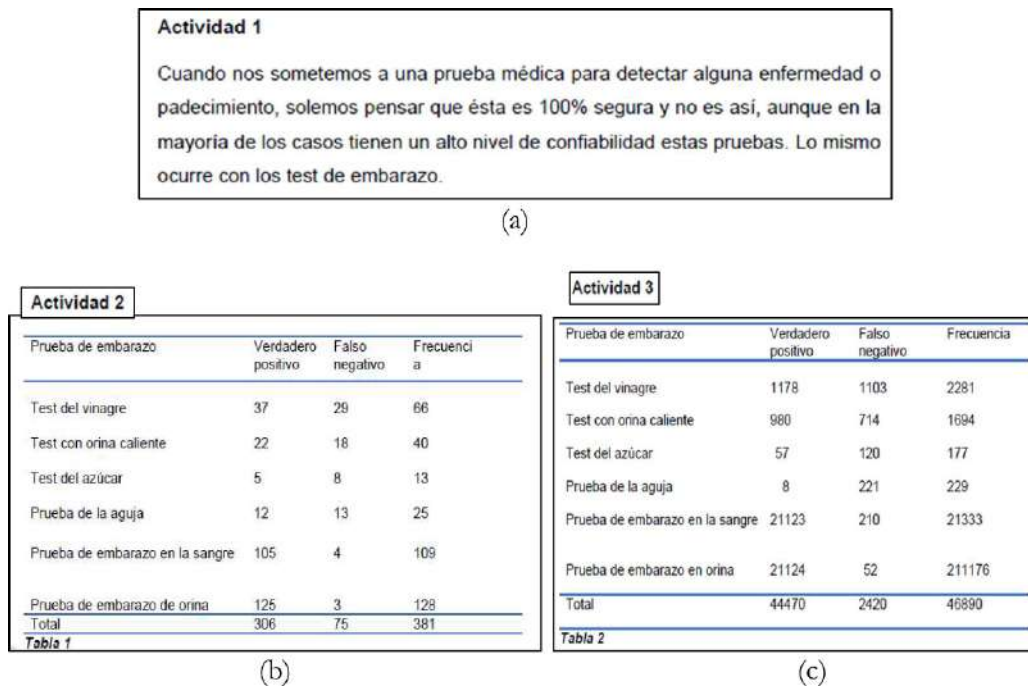 Actividad 1
Cuando nos sometemos a una prueba médica para detectar alguna enfermedad o
padecimiento, solemos pensar que ésta es 100% segura y no es así, aunque en la
mayoría de los casos tienen un alto nivel de confiabilidad estas pruebas. Lo mismo
ocurre con los test de embarazo.
(a)
Actividad 2
Prueba de embarazo Verdadero positivo Falso negativo Frecuenci a
Test del vinagre 37 29 66
Test con orina caliente 22 18 40
Test del azúcar 5 8 13
Prueba de la aguja 12 13 25
Prueba de embarazo en la sangre 105 4 109
Prueba de embarazo de orina 125 3 128
Total 306 75 381
Tabla 1
(b)
Actividad 3
Prueba de embarazo Verdadero positivo Falso negativo Frecuencia
Test del vinagre 1178 1103 2281
Test con orina caliente 980 714 1694
Test del azúcar 57 120 177
Prueba de la aguja 8 221 229
Prueba de embarazo en la sangre 21123 210 21333
Prueba de embarazo en orina 21124 52 211176
Total 44470 2420 46890
Tabla 2
(c)